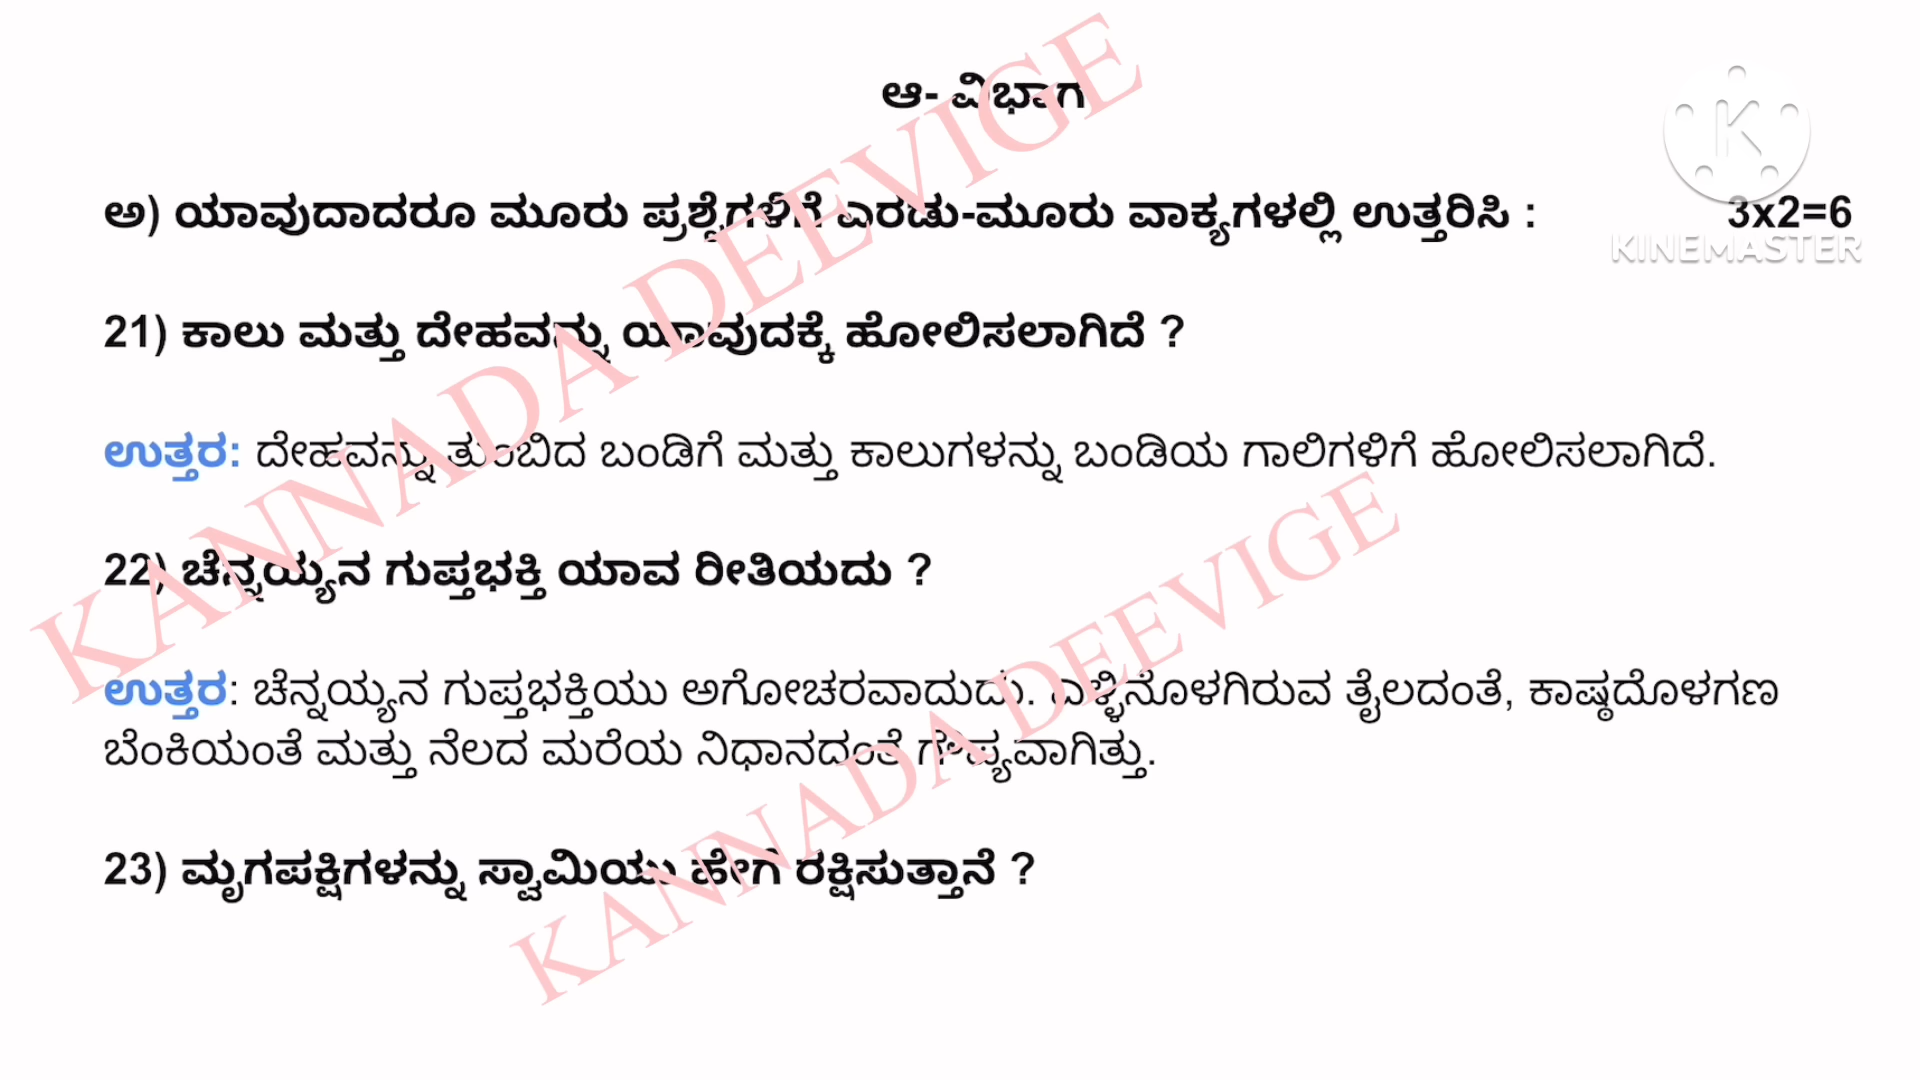 ಆ- ವಿಭಾಗ
ಅ) ಯಾವುದಾದರೂ ಮೂರು ಪ್ರಶ್ನೆಗಳಿಗೆ ಎರಡು-ಮೂರು ವಾಕ್ಯಗಳಲ್ಲಿ ಉತ್ತರಿಸಿ : 3x2=6
KINEMASTER
21) ಕಾಲು ಮತ್ತು ದೇಹವನ್ನು ಯಾವುದಕ್ಕೆ ಹೋಲಿಸಲಾಗಿದೆ ?
ಉತ್ತರ: ದೇಹವನ್ನು ತುಂಬಿದ ಬಂಡಿಗೆ ಮತ್ತು ಕಾಲುಗಳನ್ನು ಬಂಡಿಯ ಗಾಲಿಗಳಿಗೆ ಹೋಲಿಸಲಾಗಿದೆ.
22) ಚೆನ್ನಯ್ಯನ ಗುಪ್ತಭಕ್ತಿ ಯಾವ ರೀತಿಯದು ?
ಉತ್ತರ: ಚೆನ್ನಯ್ಯನ ಗುಪ್ತಭಕ್ತಿಯು ಅಗೋಚರವಾದುದು. ಎಳ್ಳಿನೊಳಗಿರುವ ತೈಲದಂತೆ, ಕಾಷ್ಠದೊಳಗಣ
ಬೆಂಕಿಯಂತೆ ಮತ್ತು ನೆಲದ ಮರೆಯ ನಿಧಾನದಂತೆ ಗೌಪ್ಯವಾಗಿತ್ತು.
23) ಮೃಗಪಕ್ಷಿಗಳನ್ನು ಸ್ವಾಮಿಯು ಹೇಗೆ ರಕ್ಷಿಸುತ್ತಾನೆ ?
KANNADA DEEVIGE
KANNADA DEEVIGE